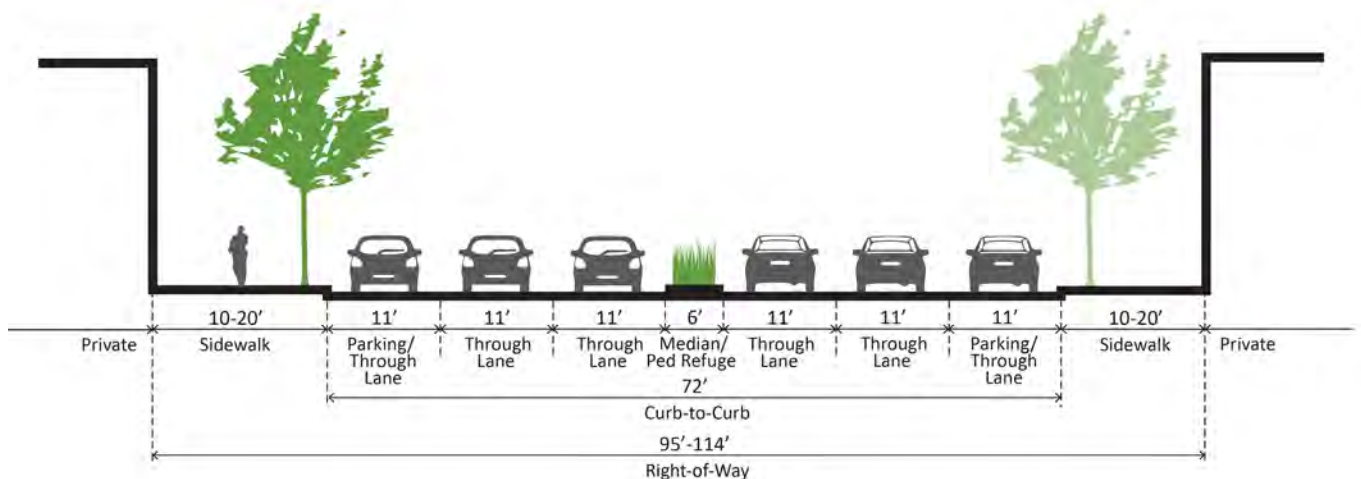 10-20' 11' 11' 11' 6' 11' 11' 11' 10-20'
Private Sidewalk Parking/ Through Through Median/ Through Through Parking/ Sidewalk Private
Through Lane Lane Ped Refuge Lane Lane Through
Lane Lane
72'
Curb-to-Curb
95'-114'
Right-of-Way